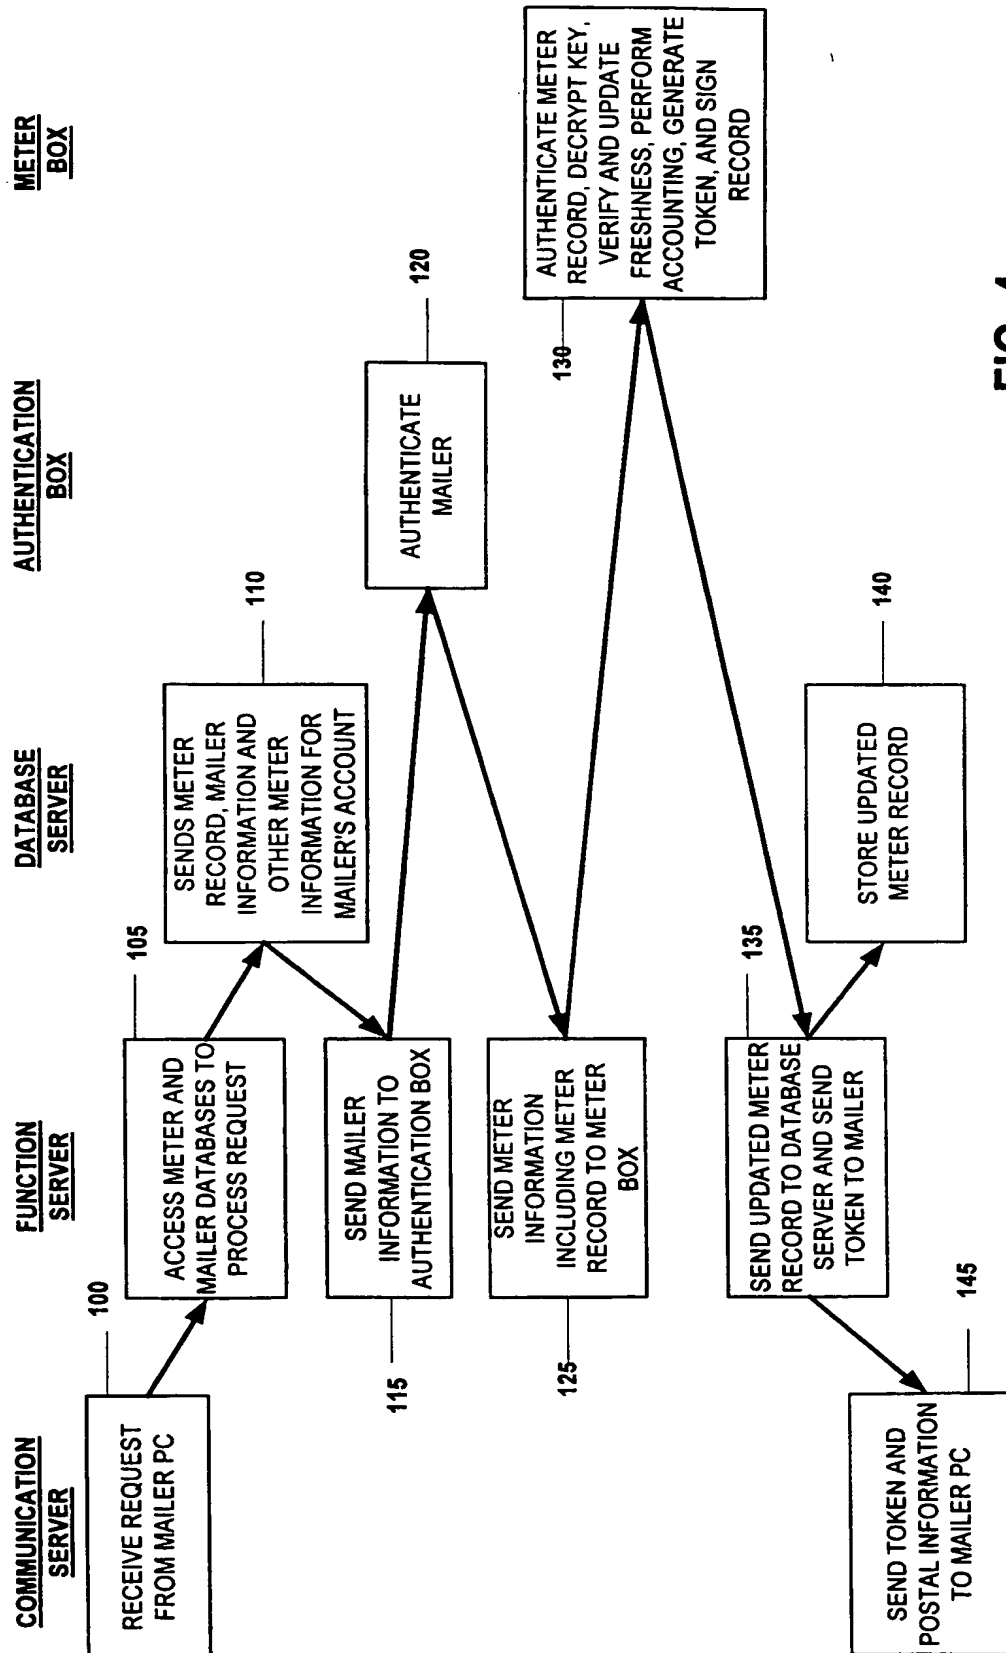 COMMUNICATION
SERVER
FUNCTION
SERVER
DATABASE
SERVER
AUTHENTICATION
BOX
METER
BOX
100
RECEIVE REQUEST
FROM MAILER PC
105
ACCESS METER AND
MAILER DATABASES TO
PROCESS REQUEST
110
SENDS METER
RECORD, MAILER
INFORMATION AND
OTHER METER
INFORMATION FOR
MAILER'S ACCOUNT
115
SEND MAILER
INFORMATION TO
AUTHENTICATION BOX
120
AUTHENTICATE
MAILER
125
SEND METER
INFORMATION
INCLUDING METER
RECORD TO METER
BOX
130
AUTHENTICATE METER
RECORD, DECRYPT KEY,
VERIFY AND UPDATE
FRESHNESS, PERFORM
ACCOUNTING, GENERATE
TOKEN, AND SIGN
RECORD
135
SEND UPDATED METER
RECORD TO DATABASE
SERVER AND SEND
TOKEN TO MAILER
140
STORE UPDATED
METER RECORD
145
SEND TOKEN AND
POSTAL INFORMATION
TO MAILER PC